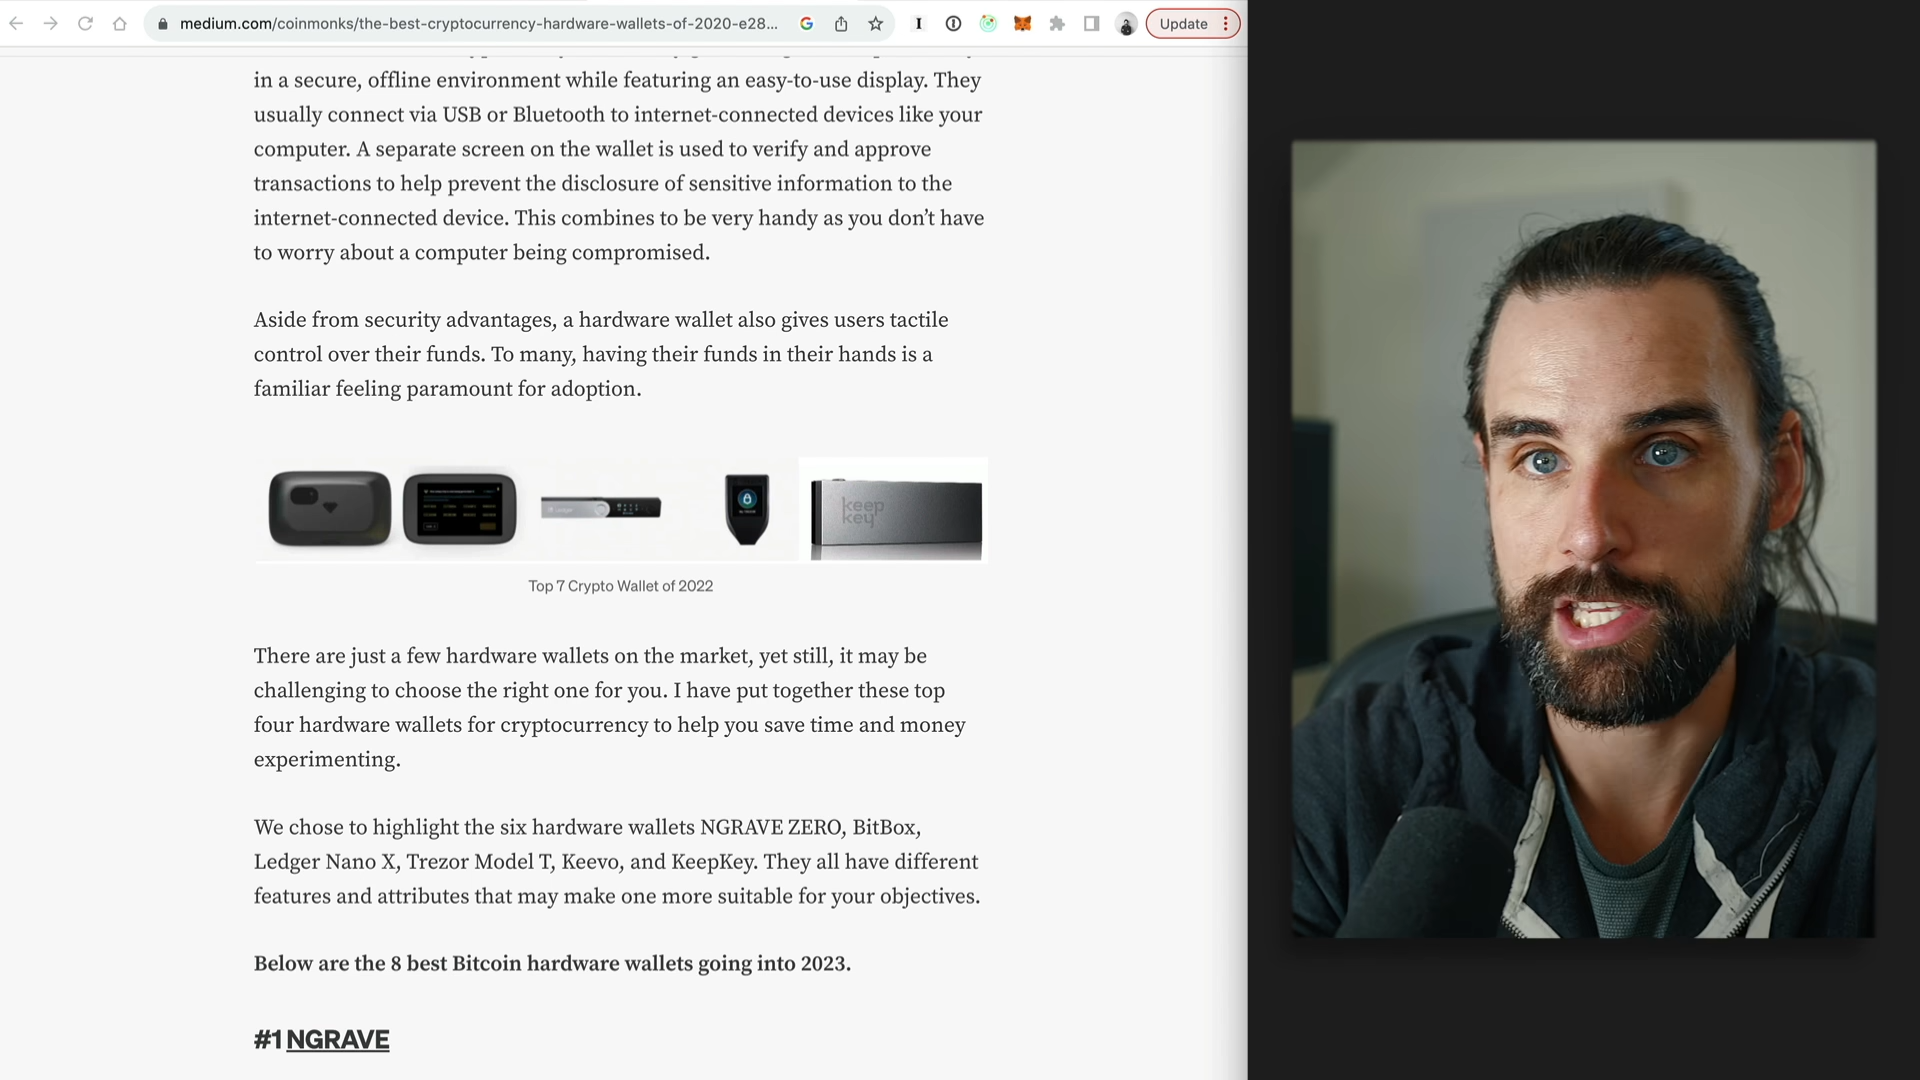 medium.com/coinmonks/the-best-cryptocurrency-hardware-wallets-of-2020-e28...
Update
in a secure, offline environment while featuring an easy-to-use display. They
usually connect via USB or Bluetooth to internet-connected devices like your
computer. A separate screen on the wallet is used to verify and approve
transactions to help prevent the disclosure of sensitive information to the
internet-connected device. This combines to be very handy as you don’t have
to worry about a computer being compromised.
Aside from security advantages, a hardware wallet also gives users tactile
control over their funds. To many, having their funds in their hands is a
familiar feeling paramount for adoption.
Ledger
keep
key
Top 7 Crypto Wallet of 2022
There are just a few hardware wallets on the market, yet still, it may be
challenging to choose the right one for you. I have put together these top
four hardware wallets for cryptocurrency to help you save time and money
experimenting.
We chose to highlight the six hardware wallets NGRAVE ZERO, BitBox,
Ledger Nano X, Trezor Model T, Keevo, and KeepKey. They all have different
features and attributes that may make one more suitable for your objectives.
Below are the 8 best Bitcoin hardware wallets going into 2023.
#1 NGRAVE